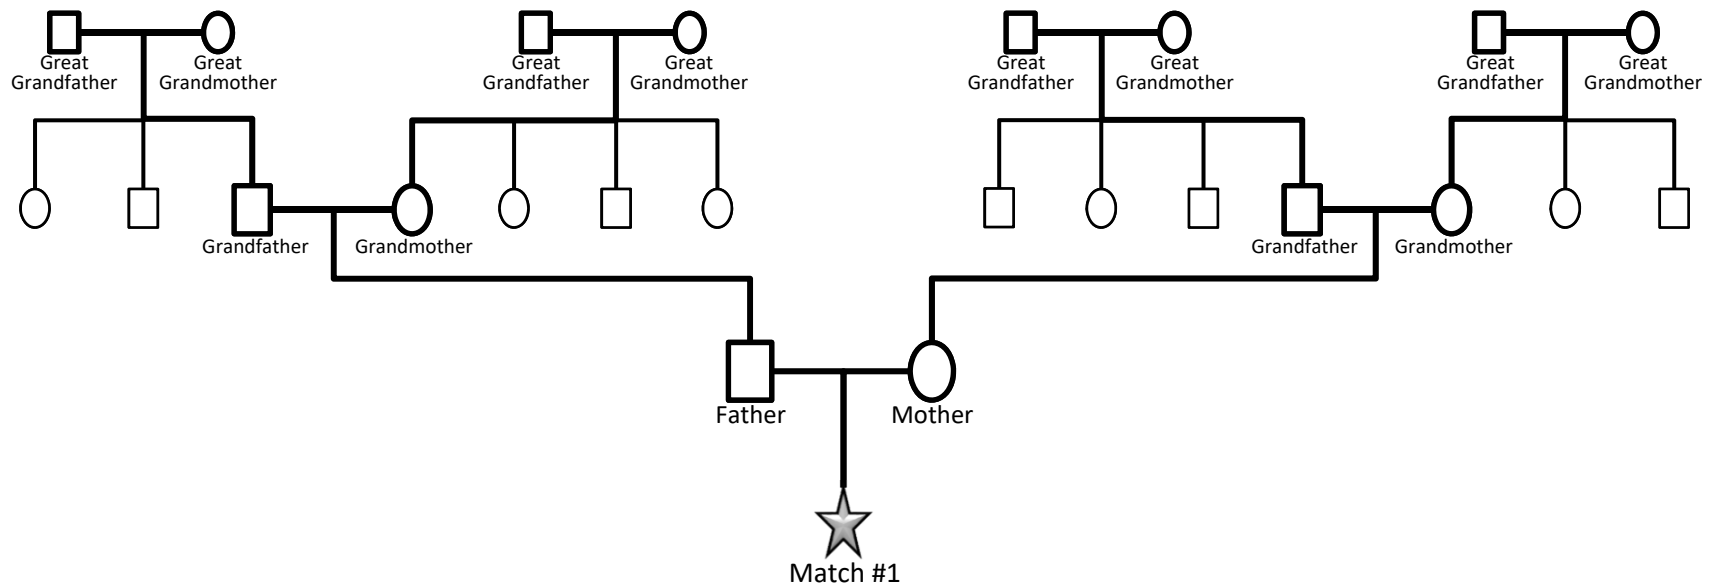 Great
Grandfather
Great
Grandmother
Great
Grandfather
Great
Grandmother
Great
Grandfather
Great
Grandmother
Great
Grandfather
Great
Grandmother
Grandfather
Grandmother
Grandfather
Grandmother
Father
Mother
Match #1